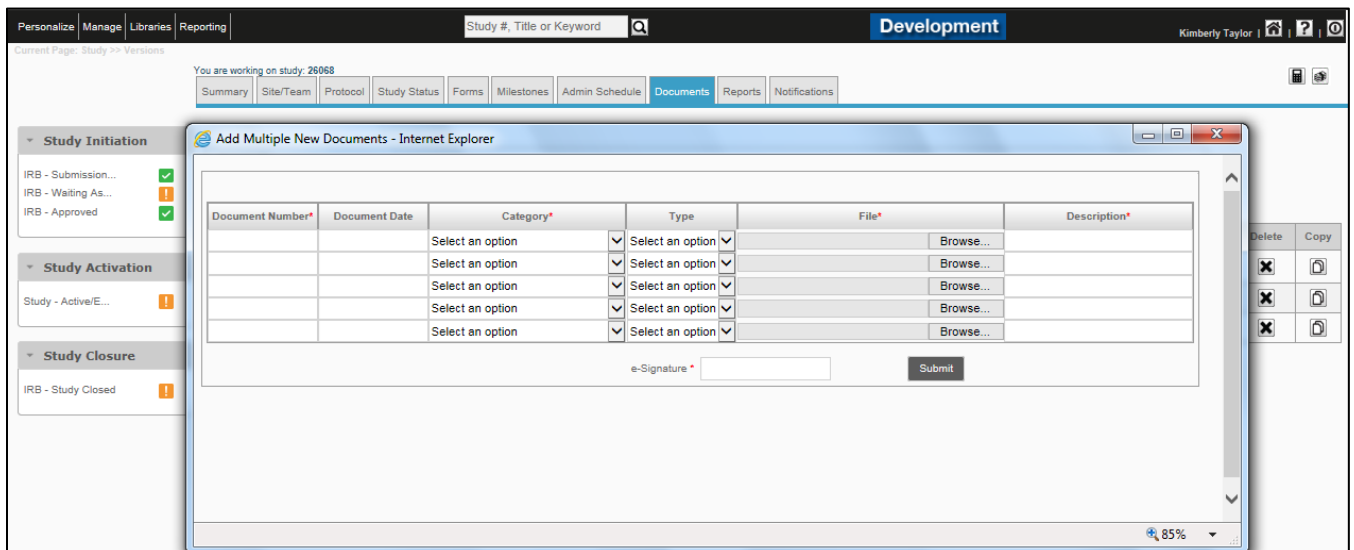 Personalize Manage Libraries Reporting Study #, Title or Keyword Development Kimberly Taylor | | ? |
Current Page: Study >> Versions
You are working on study: 26068
Summary Site/Team Protocol Study Status Forms Milestones Admin Schedule Documents Reports Notifications
Study Initiation
IRB - Submission...
IRB - Waiting As...
IRB - Approved
Study Activation
Study - Active/E...
Study Closure
IRB - Study Closed
Add Multiple New Documents - Internet Explorer
Document Number* Document Date Category* Type File* Description*
Select an option Select an option Browse...
Select an option Select an option Browse...
Select an option Select an option Browse...
Select an option Select an option Browse...
Select an option Select an option Browse...
e-Signature * Submit
85%
Delete Copy